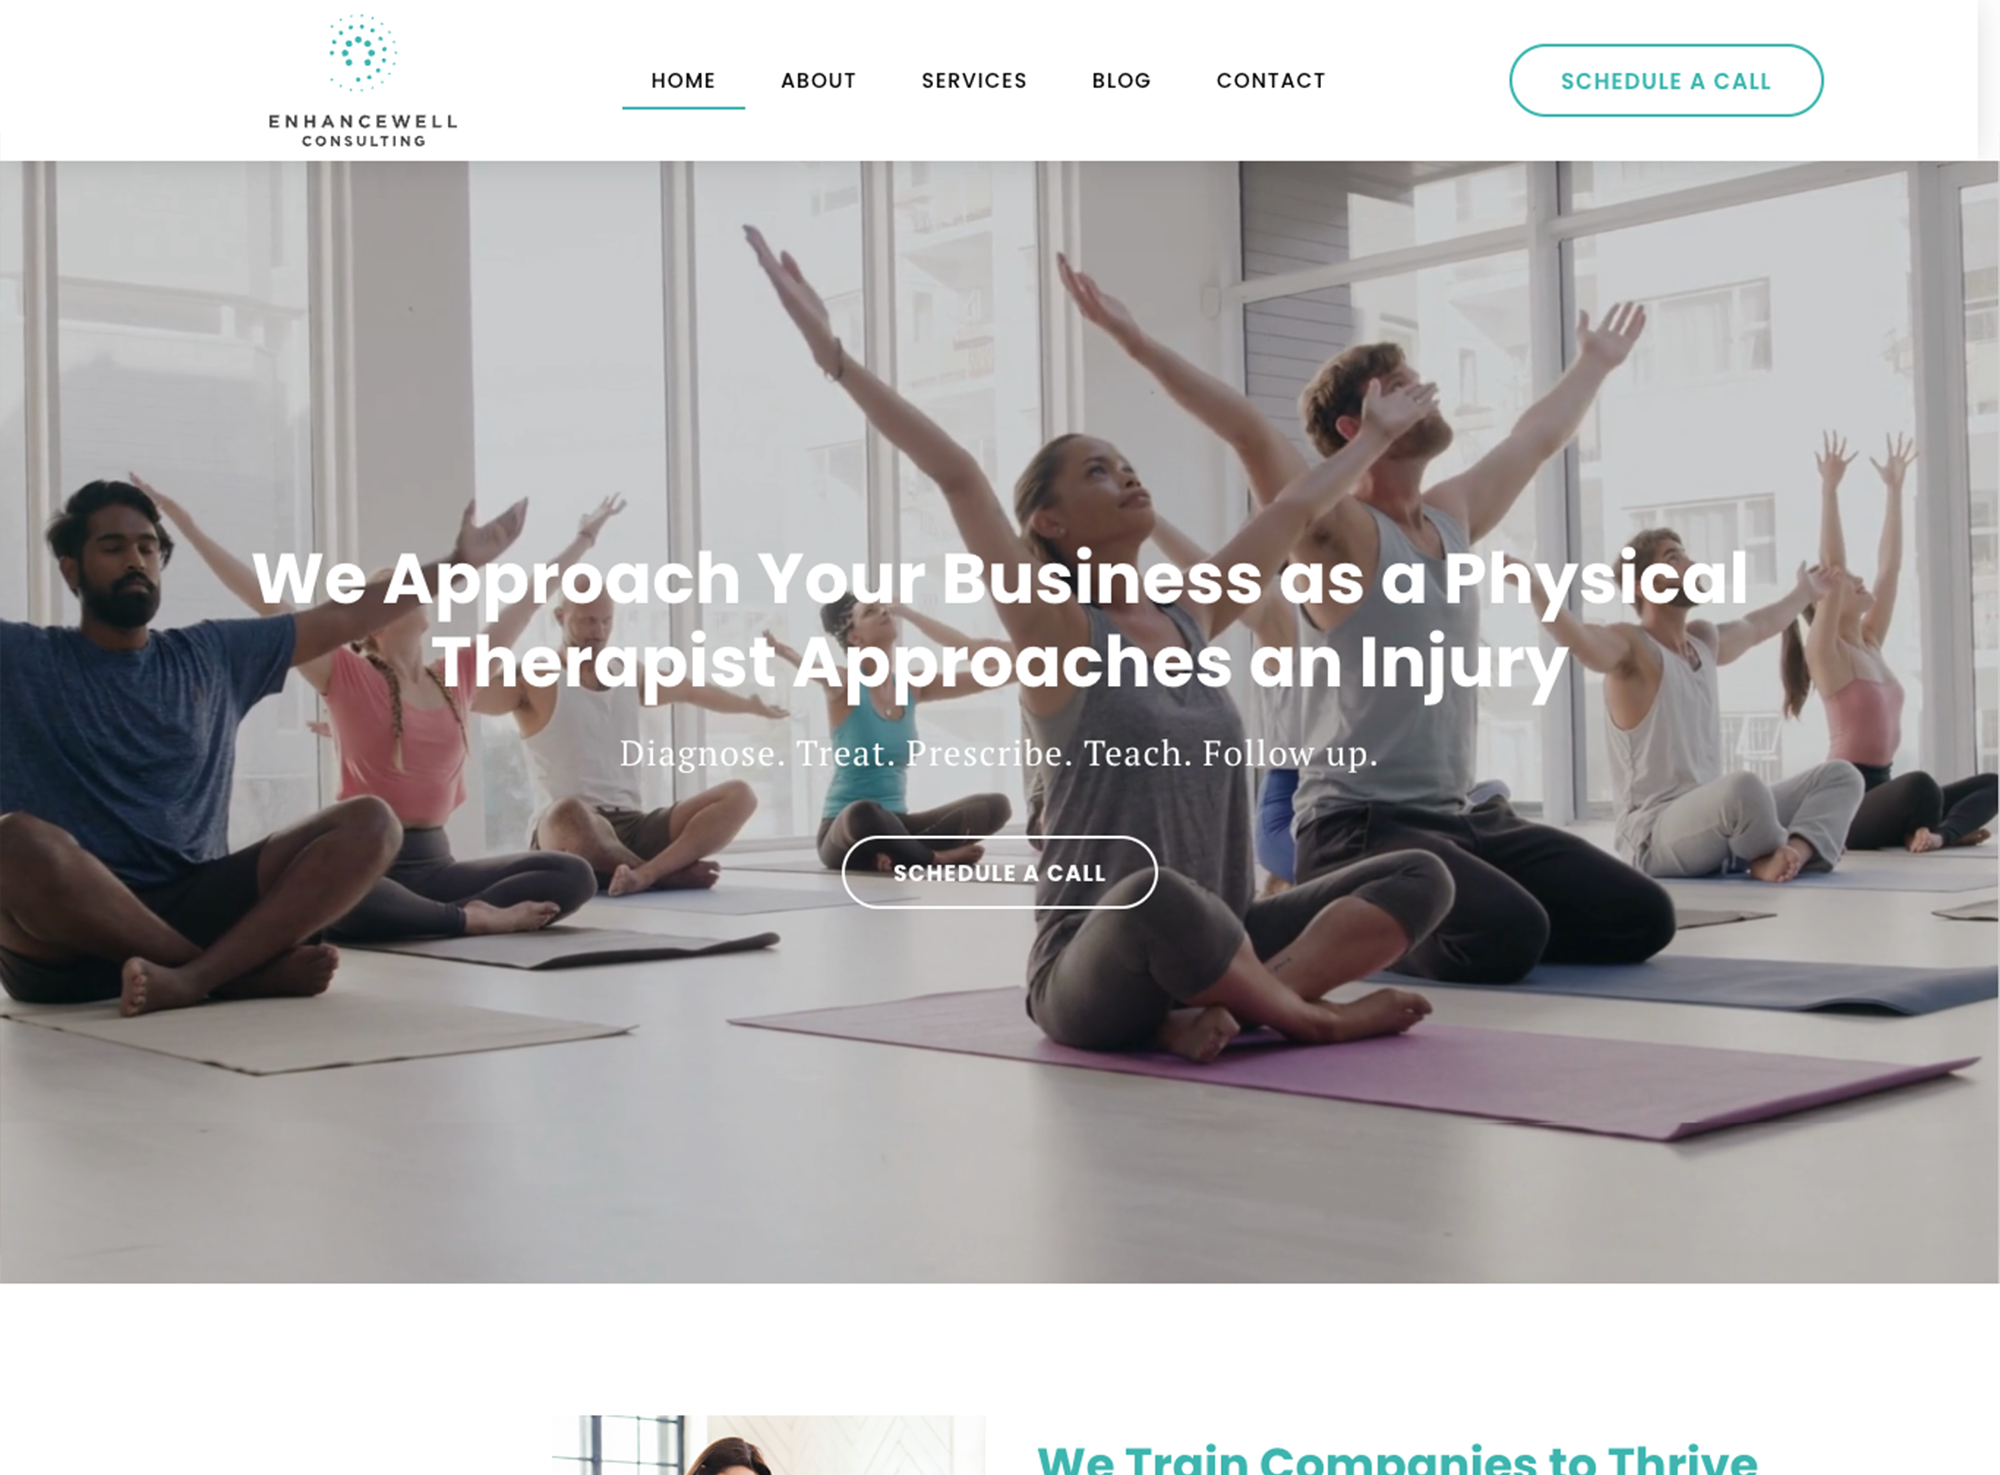 ENHANCEWELL
CONSULTING
HOME ABOUT SERVICES BLOG CONTACT
SCHEDULE A CALL
We Approach Your Business as a Physical
Therapist Approaches an Injury
Diagnose. Treat. Prescribe. Teach. Follow up.
SCHEDULE A CALL
We Train Companies to Thrive